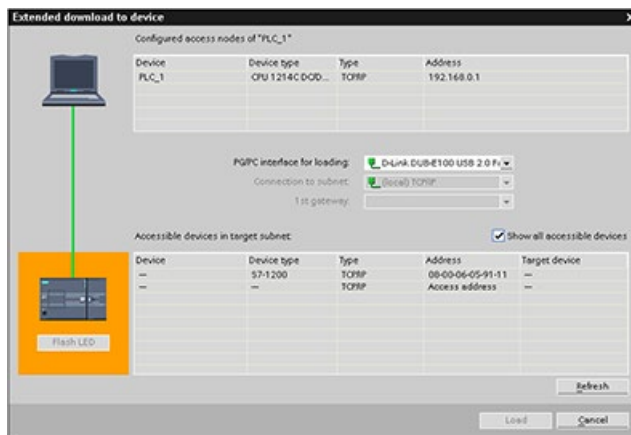 Extended download to device
Configured access nodes of "PLC_1"
Device Device type Type Address
PLC_1 CPU 1214C DC/D... TCP/IP 192.168.0.1
PG/PC interface for loading: D-Link DUB-E100 USB 2.0 Fa
Connection to subnet: (local) TCP/IP
1st gateway:
Accessible devices in target subnet: Show all accessible devices
Device Device type Type Address Target device
— S7-1200 TCP/IP 08-00-06-05-91-11 —
— — TCP/IP Access address —
Flash LED
Refresh
Load Cancel